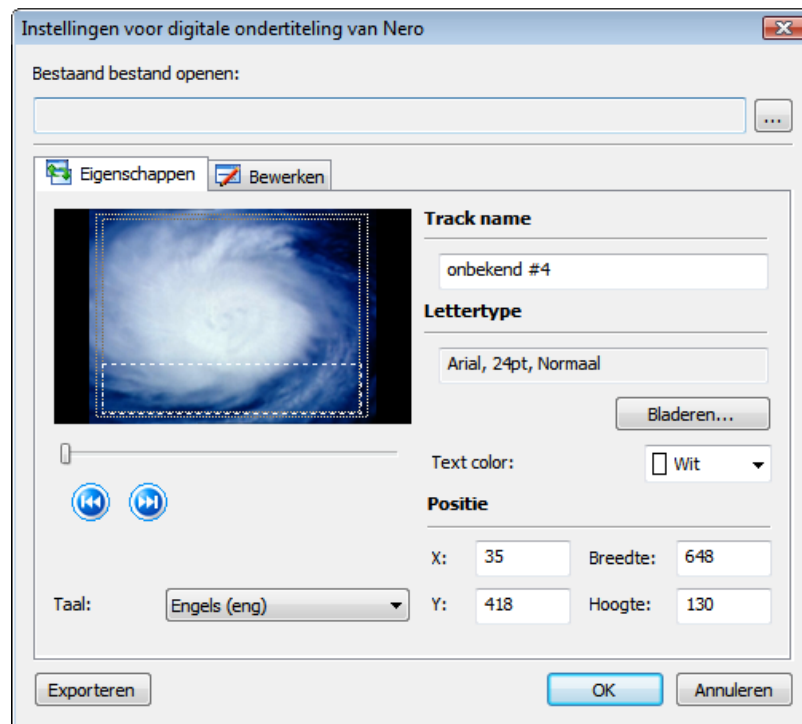 Instellingen voor digitale ondertiteling van Nero
Bestaand bestand openen:
...
Eigenschappen
Bewerken
Track name
onbekend #4
Lettertype
Arial, 24pt, Normaal
Bladeren...
Text color:
Wit
Positie
X:
35
Breedte:
648
Taal:
Engels (eng)
Y:
418
Hoogte:
130
Exporteren
OK
Annuleren